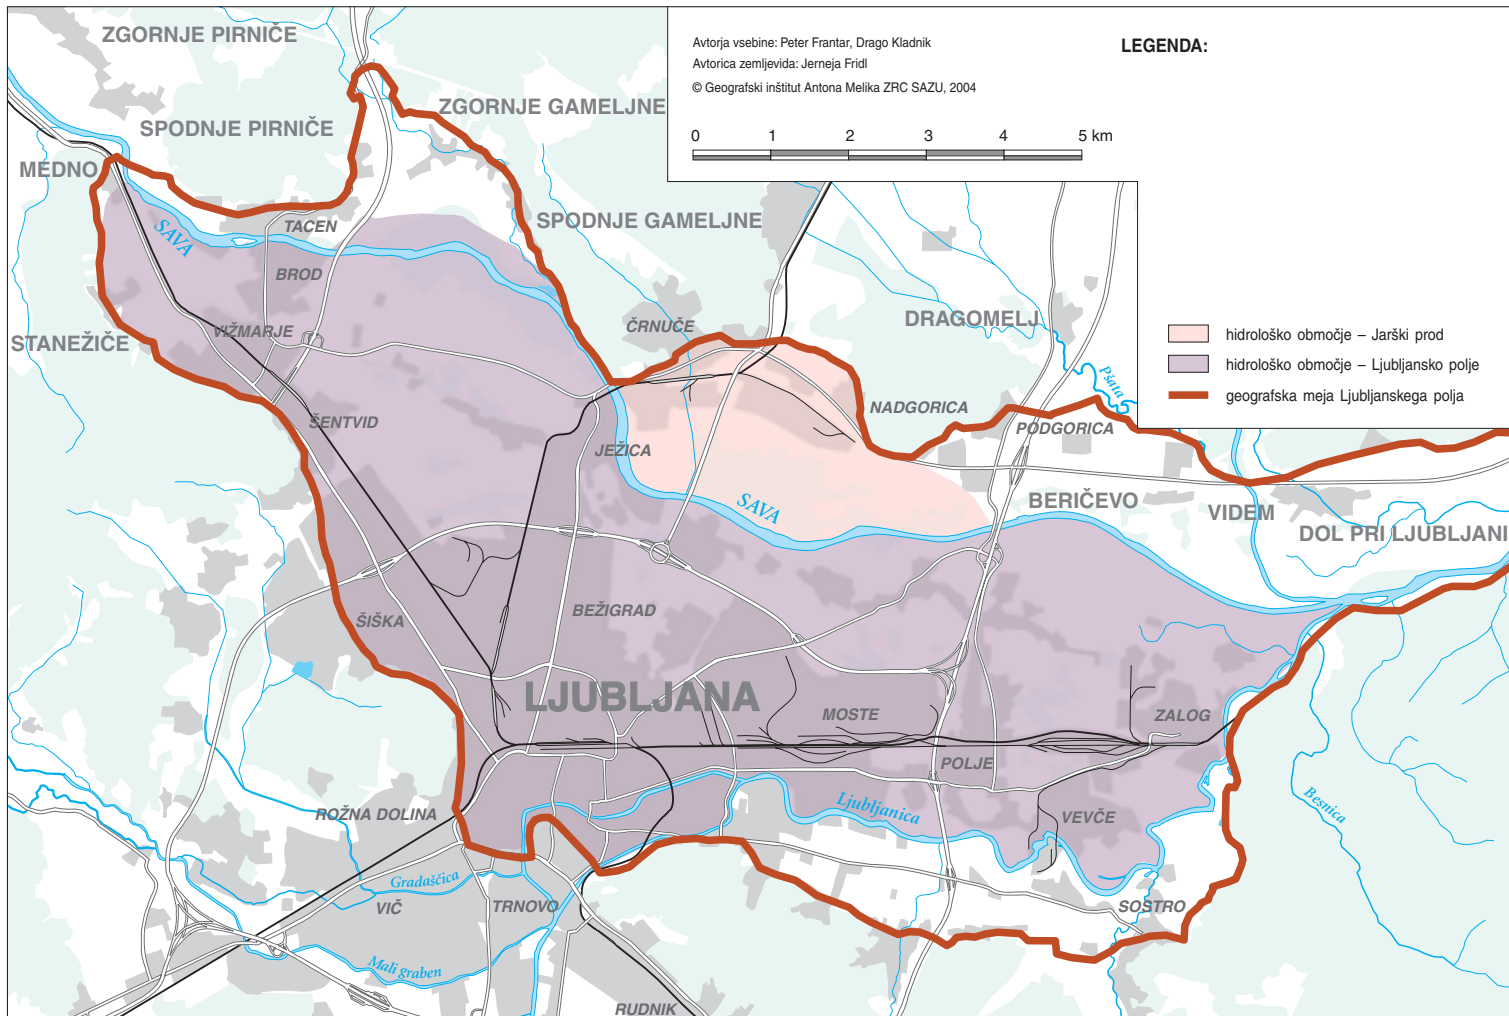 Avtorja vsebine: Peter Frantar, Drago Kladnik
Avtorica zemljevida: Jerneja Fridl
© Geografski inštitut Antona Melika ZRC SAZU, 2004
0 1 2 3 4 5 km
LEGENDA:
hidrološko območje – Jarški prod
hidrološko območje – Ljubljansko polje
geografska meja Ljubljanskega polja
ZGORNJE PIRNIČE
ZGORNJE GAMELJNE
SPODNJE PIRNIČE
MEDNO
SPODNJE GAMELJNE
TACEN
SAVA
BROD
VIŽMARJE
STANEŽIČE
ČRNUČE
DRAGOMELJ
Pšata
NADGORICA
PODGORICA
ŠENTVID
JEŽICA
SAVA
BERIČEVO
VIDEM
DOL PRI LJUBLJANI
BEŽIGRAD
ŠIŠKA
LJUBLJANA
MOSTE
ZALOG
POLJE
Besnica
Ljubljanica
VEVČE
ROŽNA DOLINA
Gradaščica
VIČ
TRNOVO
SOSTRO
Mali graben
RUDNIK